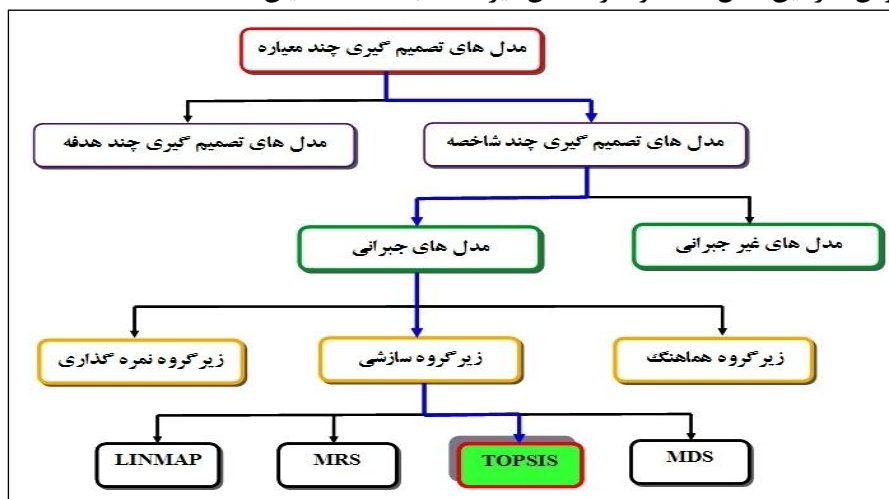 مدل های تصمیم گیری چند معیاره
مدل های تصمیم گیری چند شاخصه
مدل های تصمیم گیری چند هدفه
مدل های غیر جبرانی
مدل های جبرانی
زیرگروه هماهنگ
زیرگروه سازشی
زیرگروه نمره گذاری
LINMAP
MRS
TOPSIS
MDS